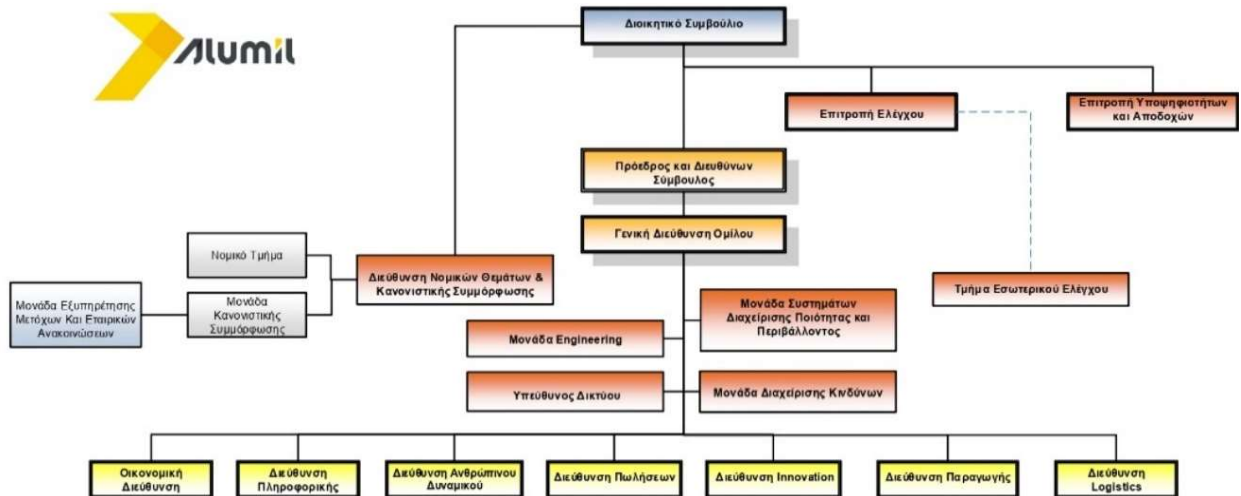 Alumil
Διοικητικό Συμβούλιο
Επιτροπή Ελέγχου
Επιτροπή Υποψηφιοτήτων
και Αποδοχών
Πρόεδρος και Διευθύνων
Σύμβουλος
Γενική Διεύθυνση Ομίλου
Νομικό Τμήμα
Διεύθυνση Νομικών Θεμάτων &
Κανονιστικής Συμμόρφωσης
Τμήμα Εσωτερικού Ελέγχου
Μονάδα Εξυπηρέτησης
Μετόχων Και Εταιρικών
Ανακοινώσεων
Μονάδα
Κανονιστικής
Συμμόρφωσης
Μονάδα Συστημάτων
Διαχείρισης Ποιότητας και
Περιβάλλοντος
Μονάδα Engineering
Υπεύθυνος Δικτύου
Μονάδα Διαχείρισης Κινδύνων
Οικονομική
Διεύθυνση
Διεύθυνση
Πληροφορικής
Διεύθυνση Ανθρώπινου
Δυναμικού
Διεύθυνση Πωλήσεων
Διεύθυνση Innovation
Διεύθυνση Παραγωγής
Διεύθυνση
Logistics